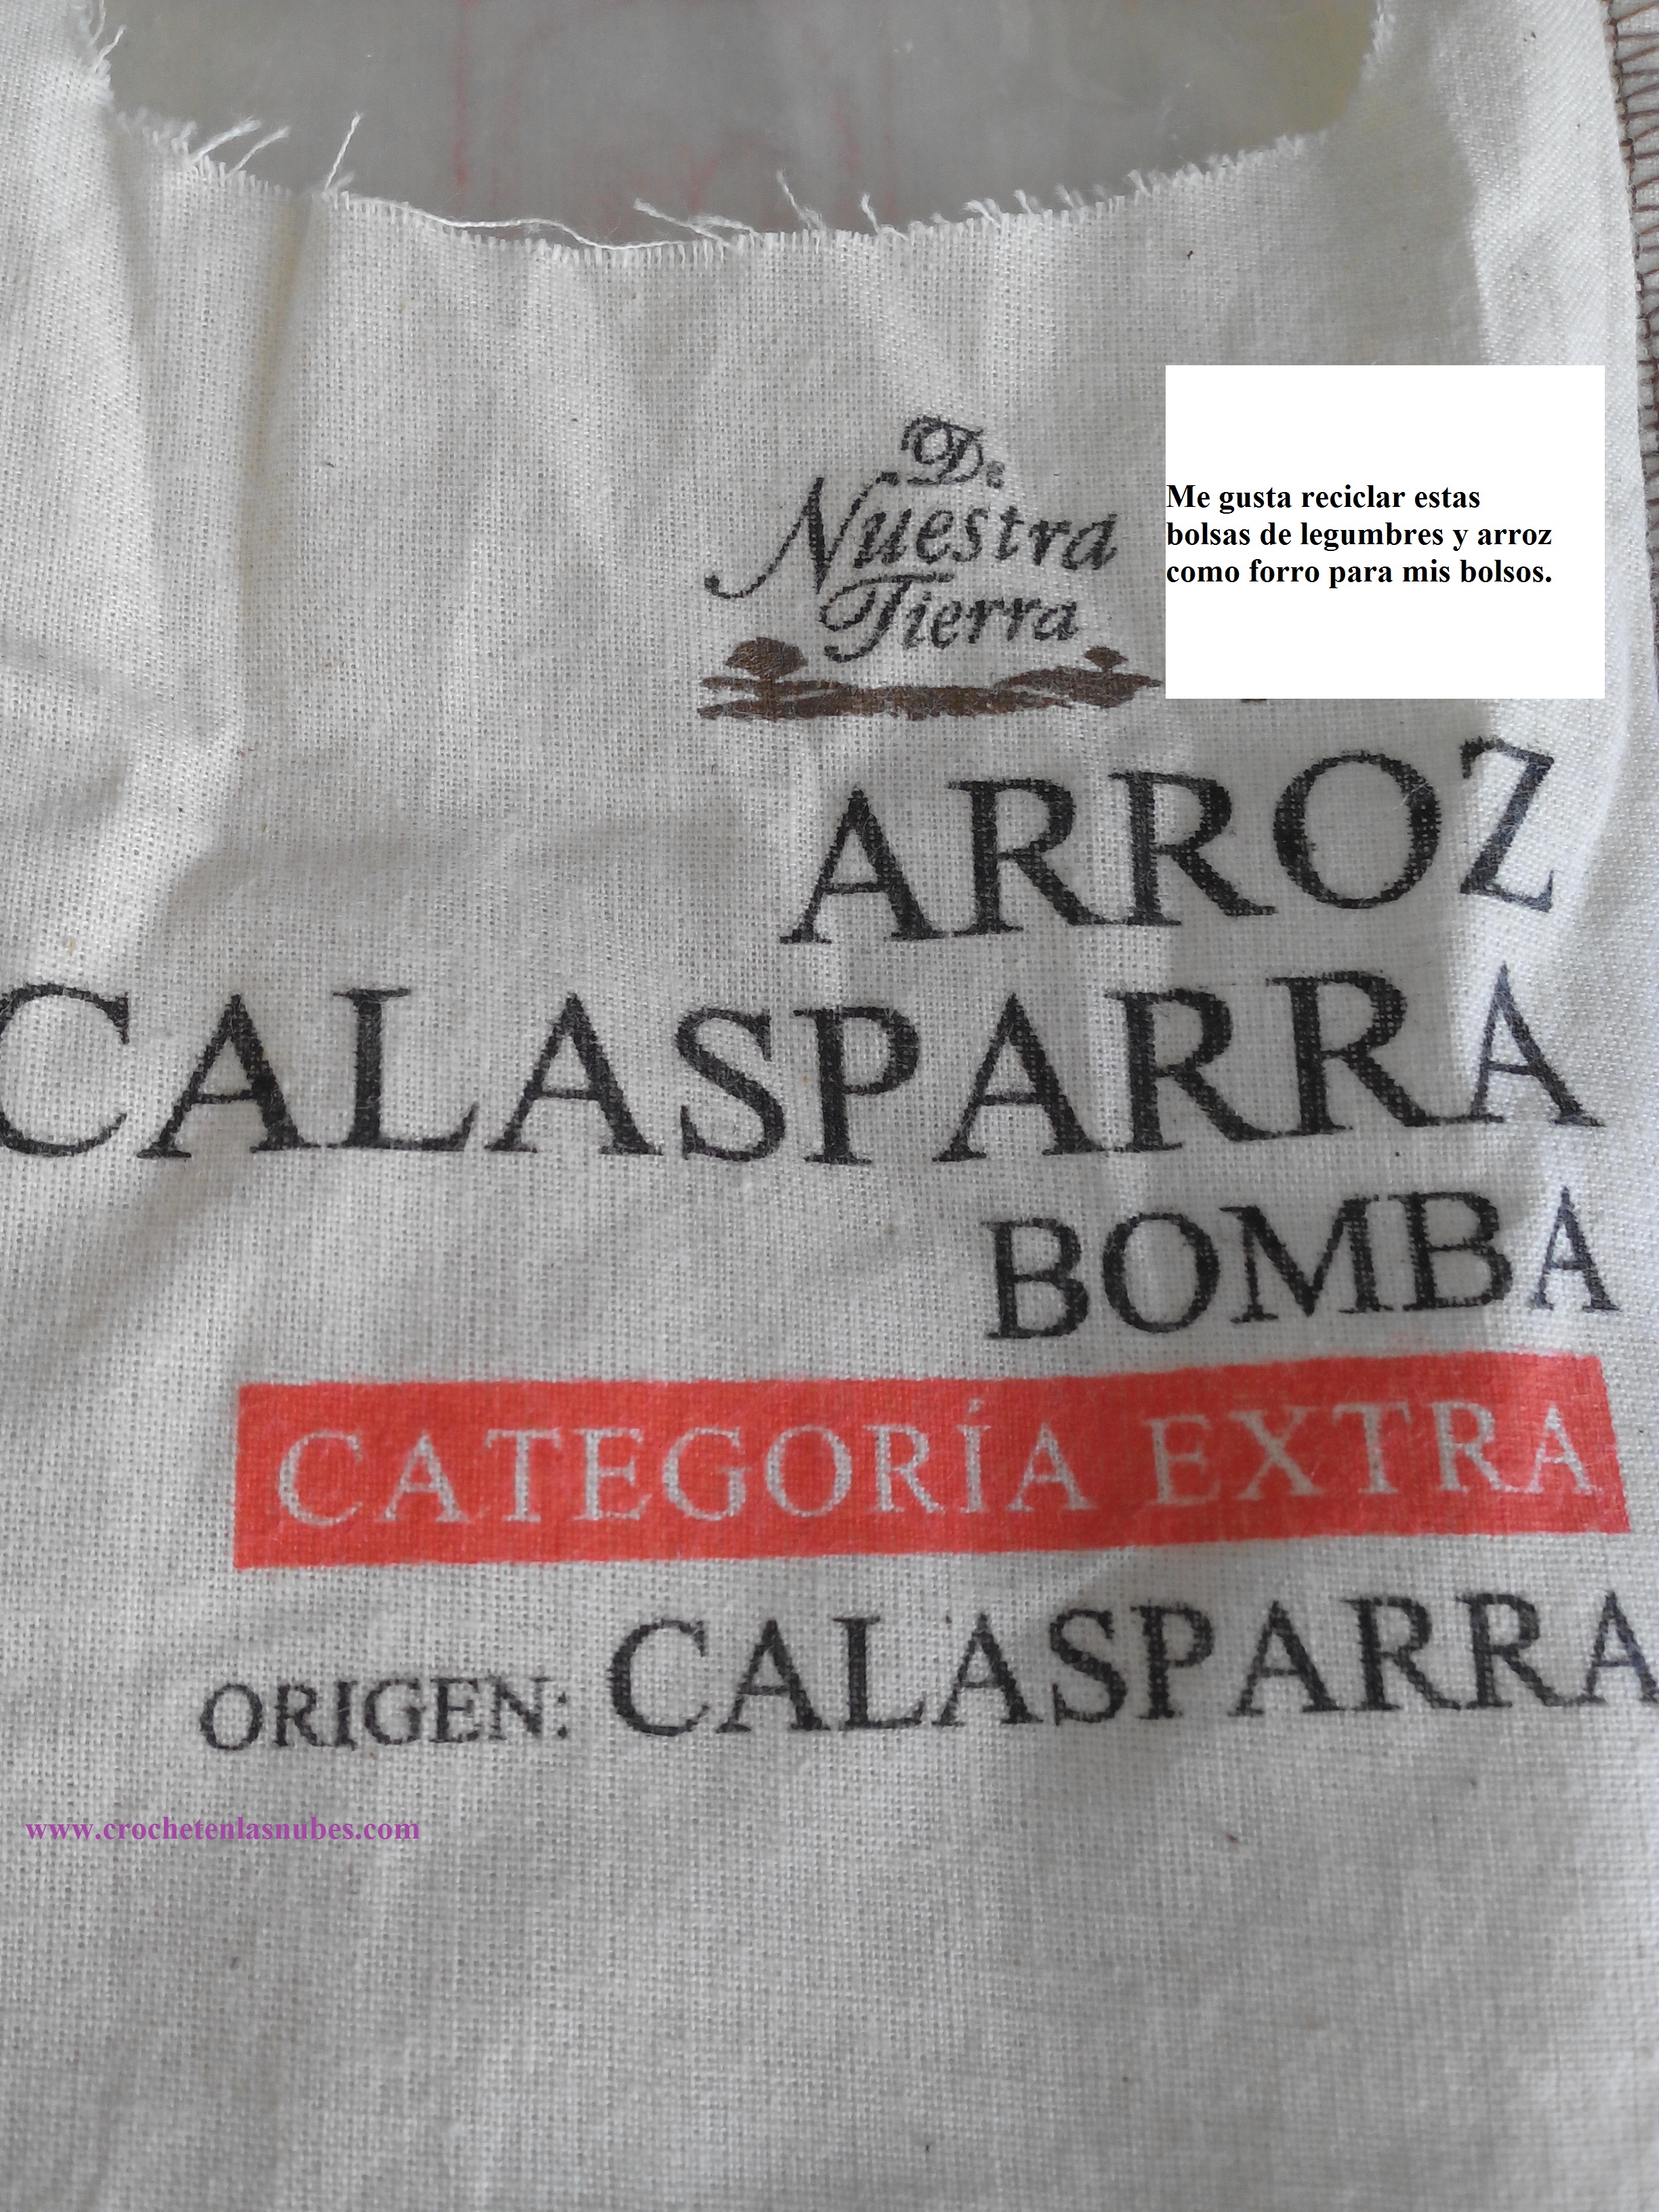 De
Nuestra
Tierra
Me gusta reciclar estas
bolsas de legumbres y arroz
como forro para mis bolsos.
ARROZ
CALASPARRA
BOMBA
CATEGORÍA EXTRA
ORIGEN: CALASPARRA
www.crochetenlasnubes.com